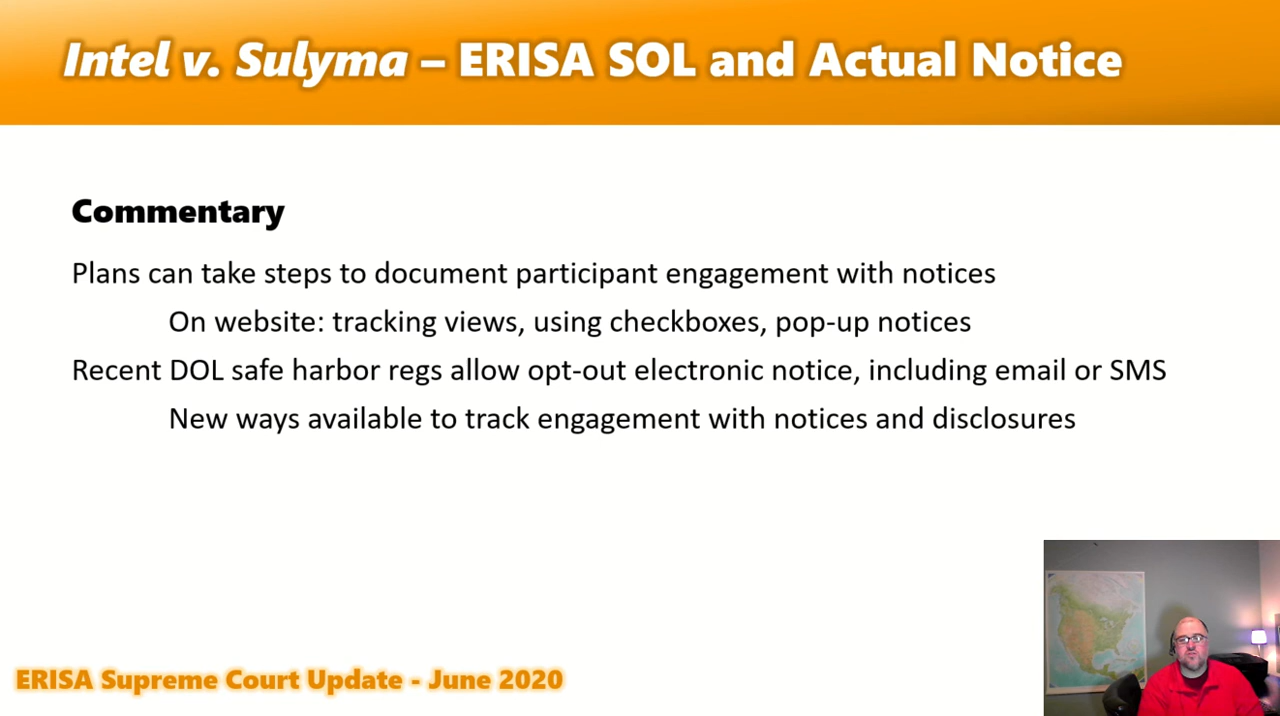 Intel v. Sulyma – ERISA SOL and Actual Notice
Commentary
Plans can take steps to document participant engagement with notices
On website: tracking views, using checkboxes, pop-up notices
Recent DOL safe harbor regs allow opt-out electronic notice, including email or SMS
New ways available to track engagement with notices and disclosures
ERISA Supreme Court Update - June 2020